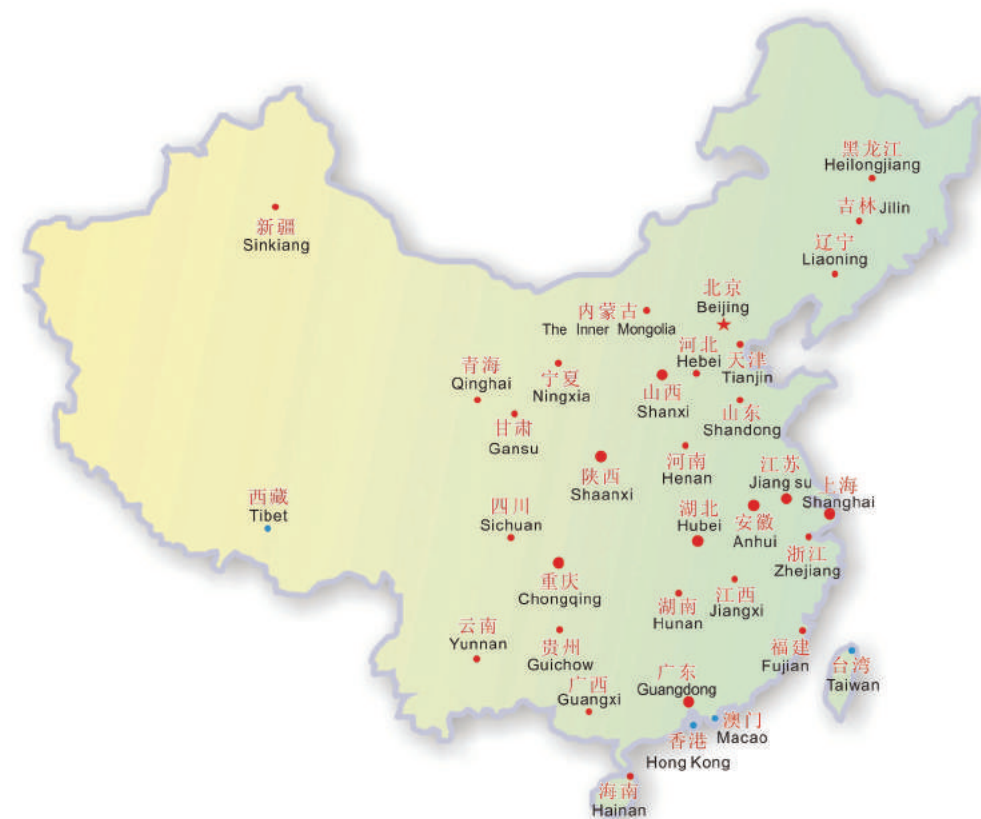 黑龙江
Heilongjiang
吉林 Jilin
辽宁
Liaoning
新疆
Sinkiang
北京
Beijing
内蒙古
The Inner Mongolia
河北
Hebei
天津
Tianjin
青海
Qinghai
宁夏
Ningxia
山西
Shanxi
山东
Shandong
甘肃
Gansu
陕西
Shaanxi
河南
Henan
江苏
Jiang su
上海
Shanghai
西藏
Tibet
四川
Sichuan
湖北
Hubei
安徽
Anhui
浙江
Zhejiang
重庆
Chongqing
湖南
Hunan
江西
Jiangxi
云南
Yunnan
贵州
Guichow
福建
Fujian
台湾
Taiwan
广西
Guangxi
广东
Guangdong
澳门
Macao
香港
Hong Kong
海南
Hainan